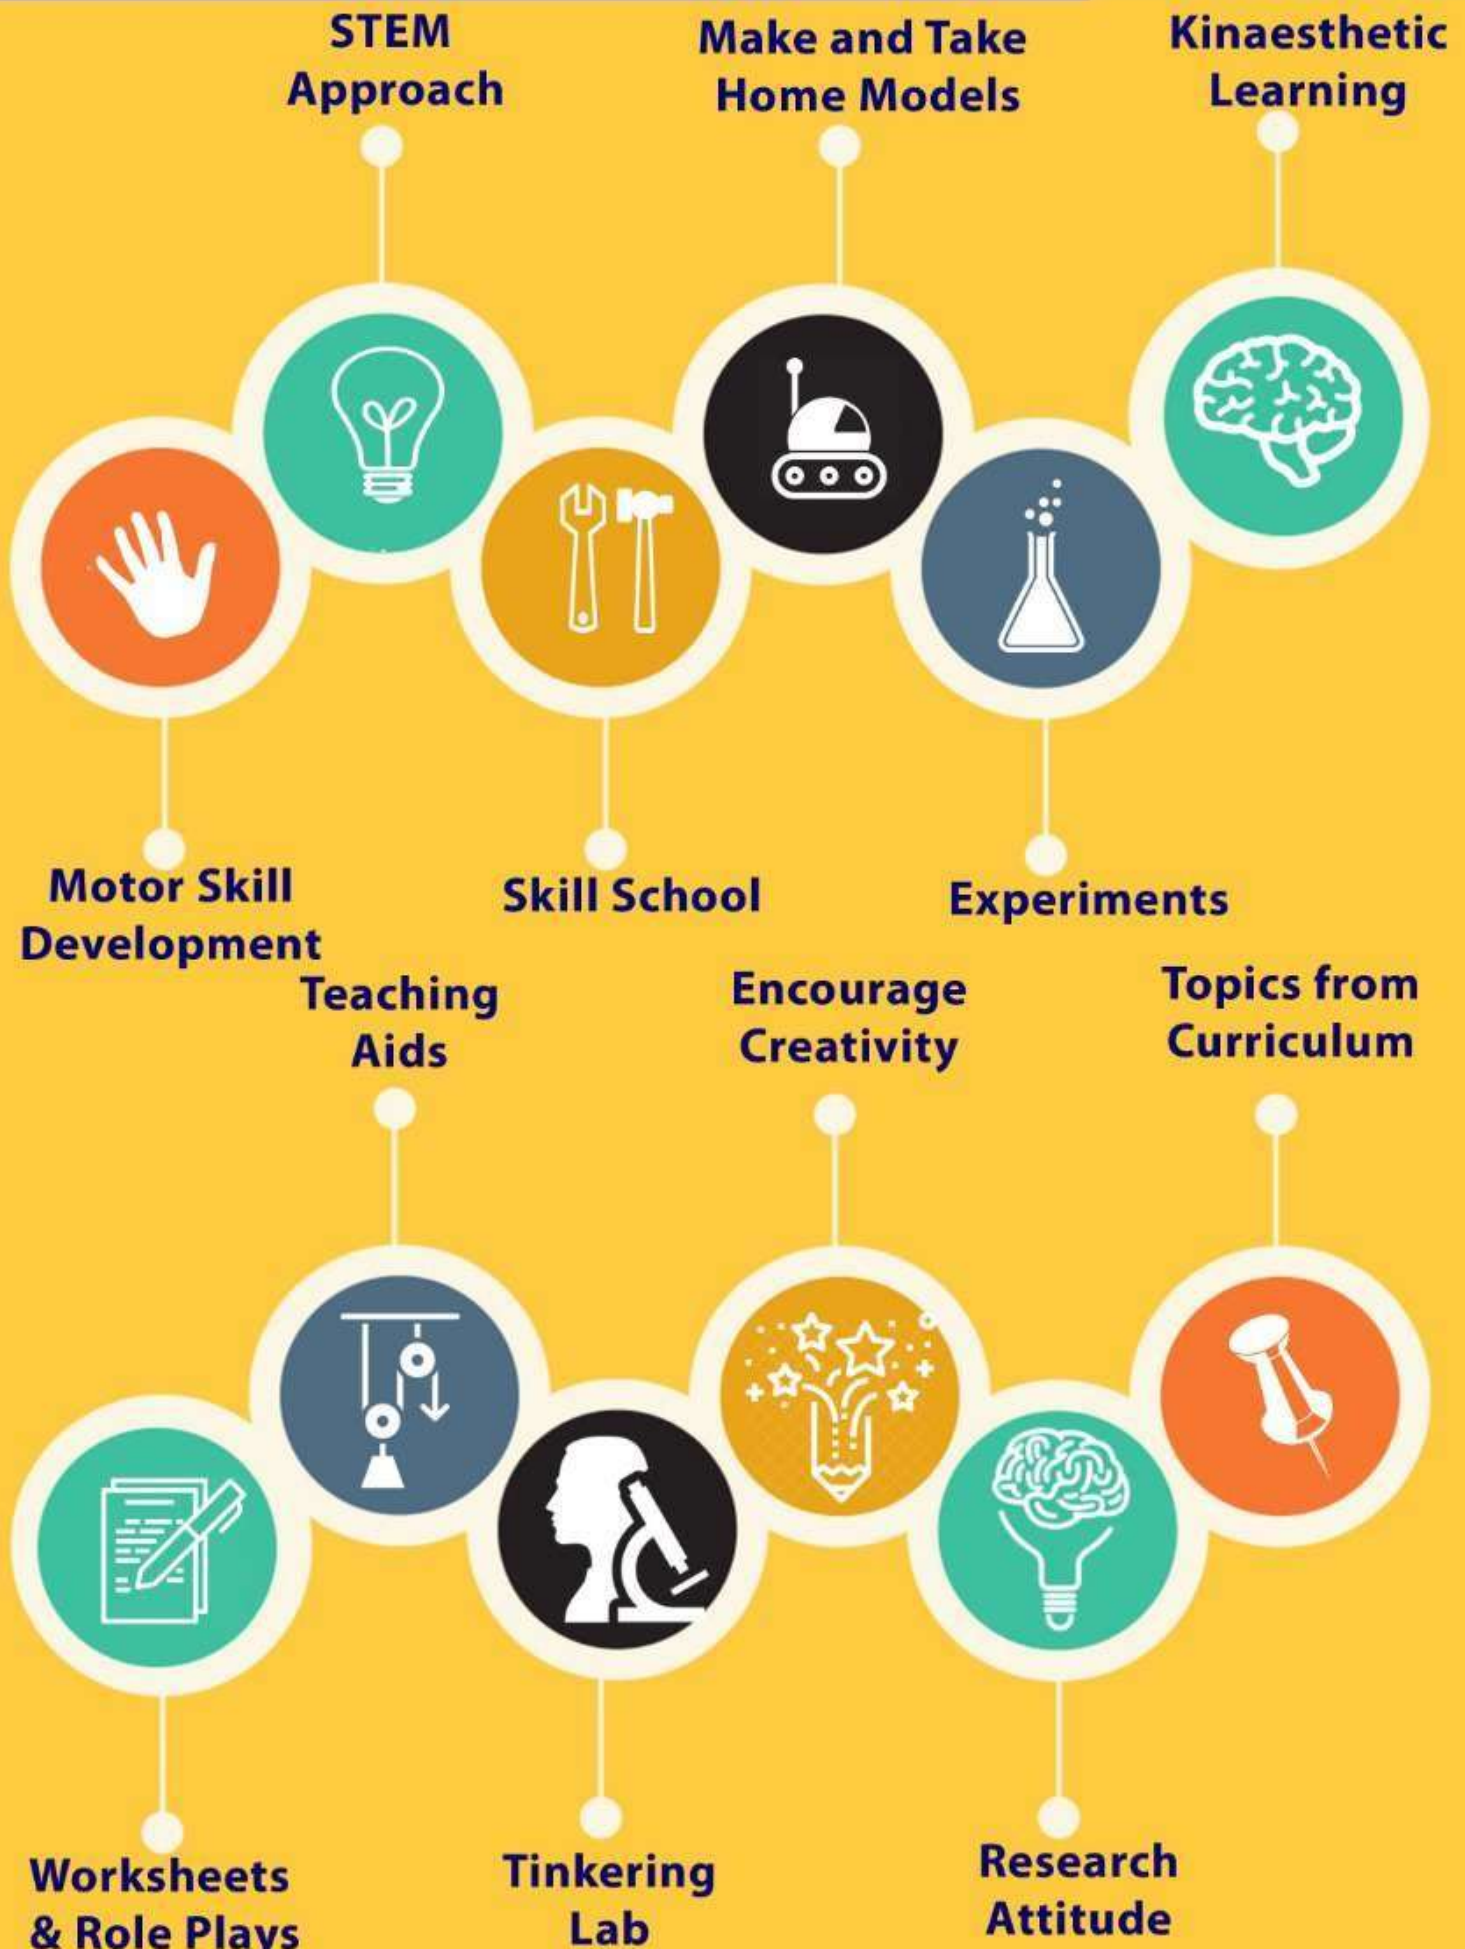 STEM
Approach
Make and Take
Home Models
Kinaesthetic
Learning
Motor Skill
Development
Skill School
Experiments
Teaching
Aids
Encourage
Creativity
Topics from
Curriculum
Worksheets
& Role Plays
Tinkering
Lab
Research
Attitude